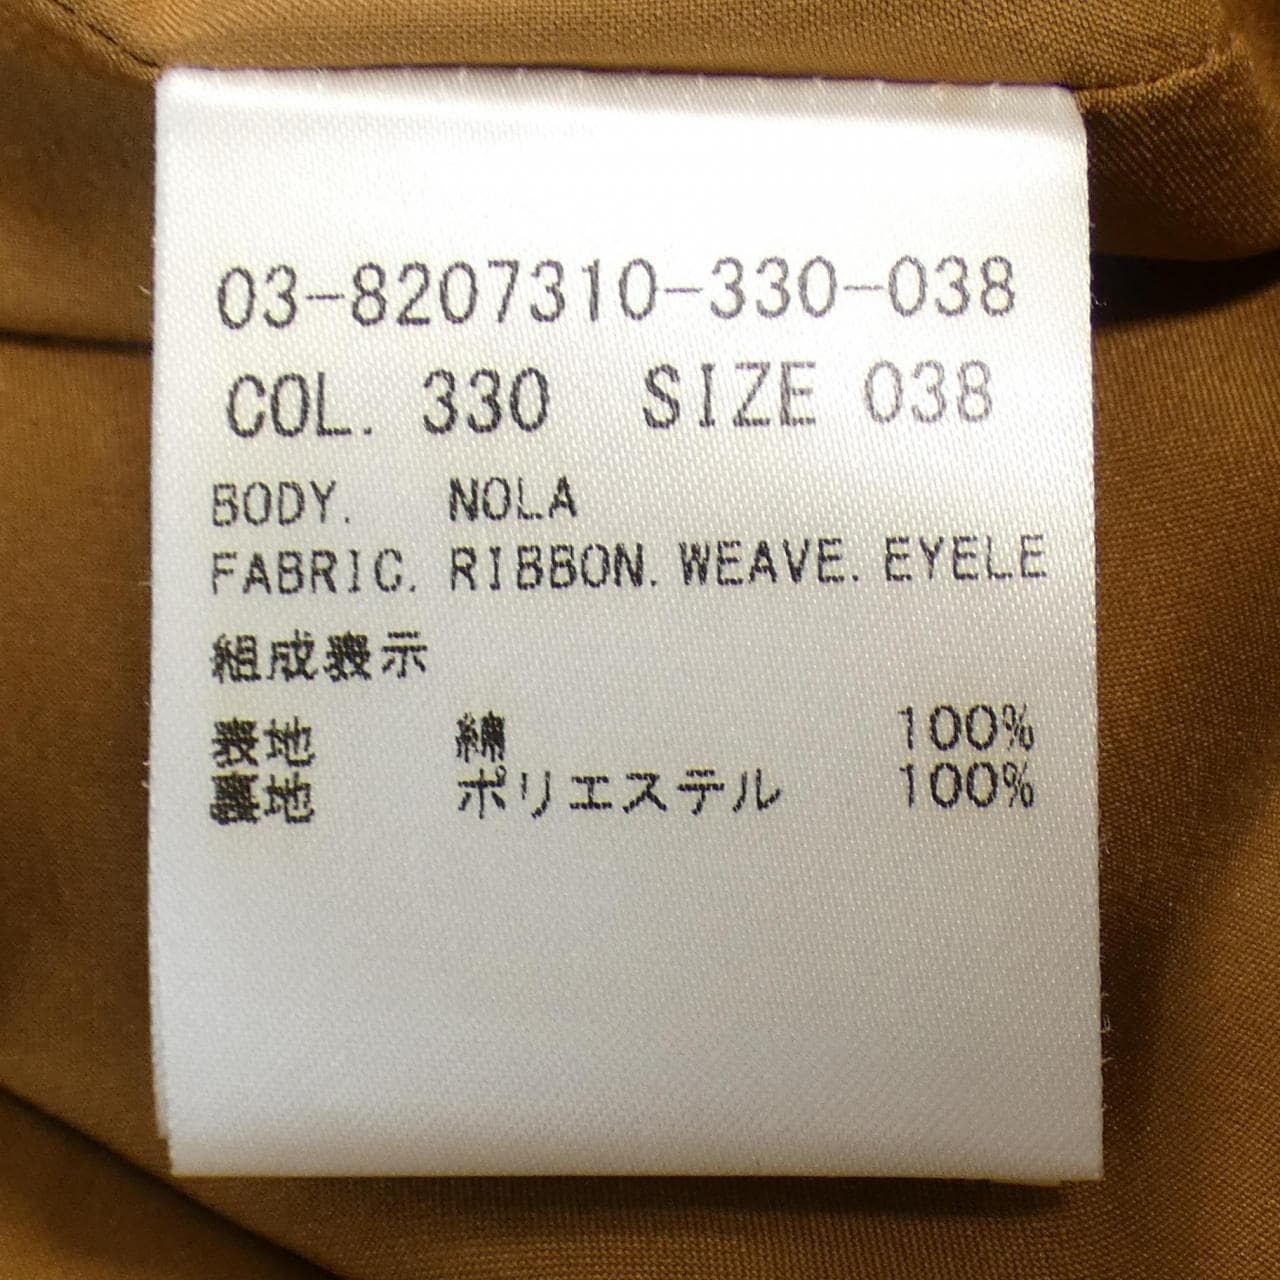 03-8207310-330-038
COL. 330 SIZE 038
BODY. NOLA
FABRIC. RIBBON. WEAVE. EYELE
組成表示
表地 綿 100%
裏地 ポリエステル 100%